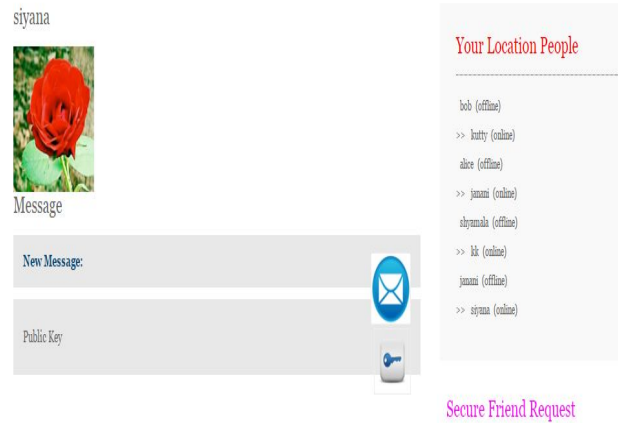 siyana
Message
New Message:
Public Key
Your Location People
bob (offline)
>> kutty (online)
alice (offline)
>> janani (online)
shyamala (offline)
>> kk (online)
janani (offline)
>> siyana (online)
Secure Friend Request